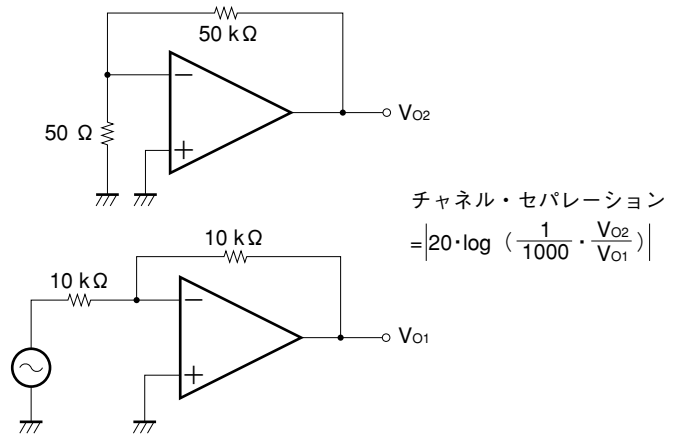 50 kΩ
50 Ω
VO2
チャネル・セパレーション
=|20・log ( 1/1000 ・ VO2/VO1 )|
10 kΩ
10 kΩ
VO1